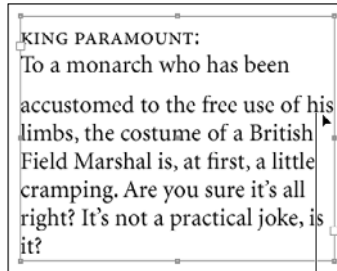 KING PARAMOUNT:
To a monarch who has been
accustomed to the free use of his
limbs, the costume of a British
Field Marshal is, at first, a little
cramping. Are you sure it’s all
right? It’s not a practical joke, is
it?